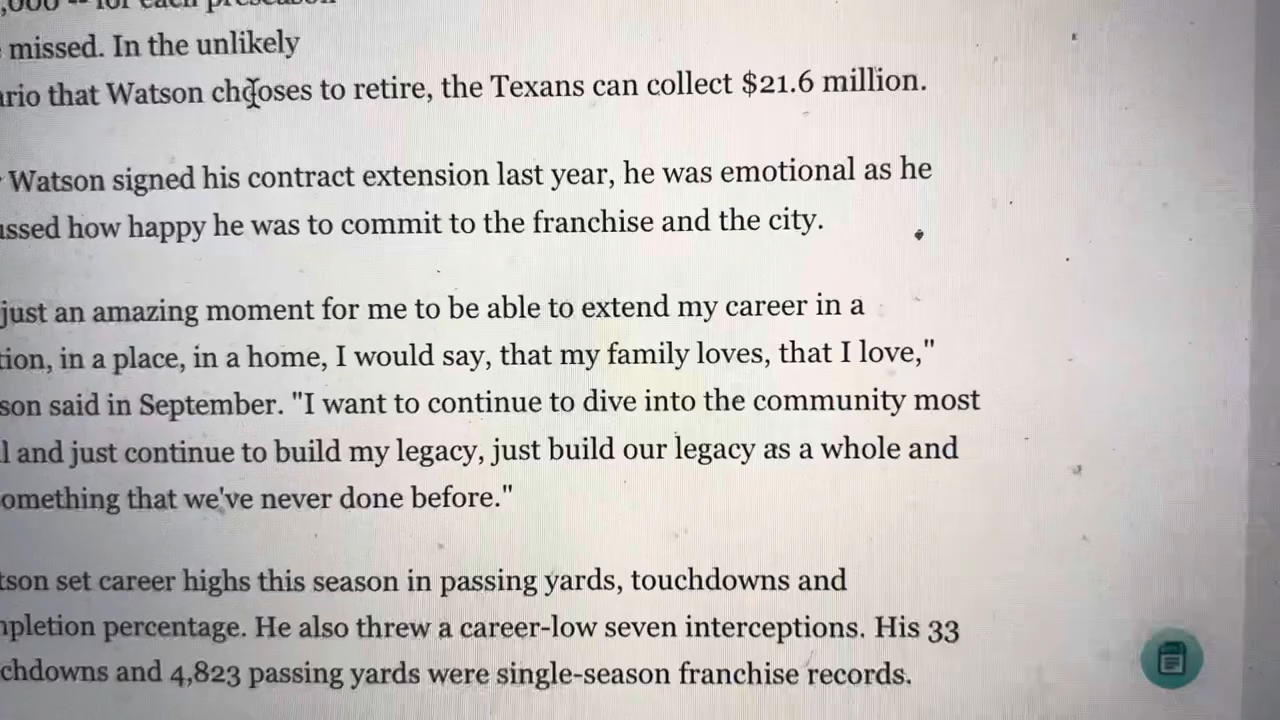 ,000 -- for each preseason
missed. In the unlikely
ario that Watson chooses to retire, the Texans can collect $21.6 million.
Watson signed his contract extension last year, he was emotional as he
ussed how happy he was to commit to the franchise and the city.
just an amazing moment for me to be able to extend my career in a
tion, in a place, in a home, I would say, that my family loves, that I love,"
son said in September. "I want to continue to dive into the community most
l and just continue to build my legacy, just build our legacy as a whole and
omething that we've never done before."
tson set career highs this season in passing yards, touchdowns and
mpletion percentage. He also threw a career-low seven interceptions. His 33
chdowns and 4,823 passing yards were single-season franchise records.